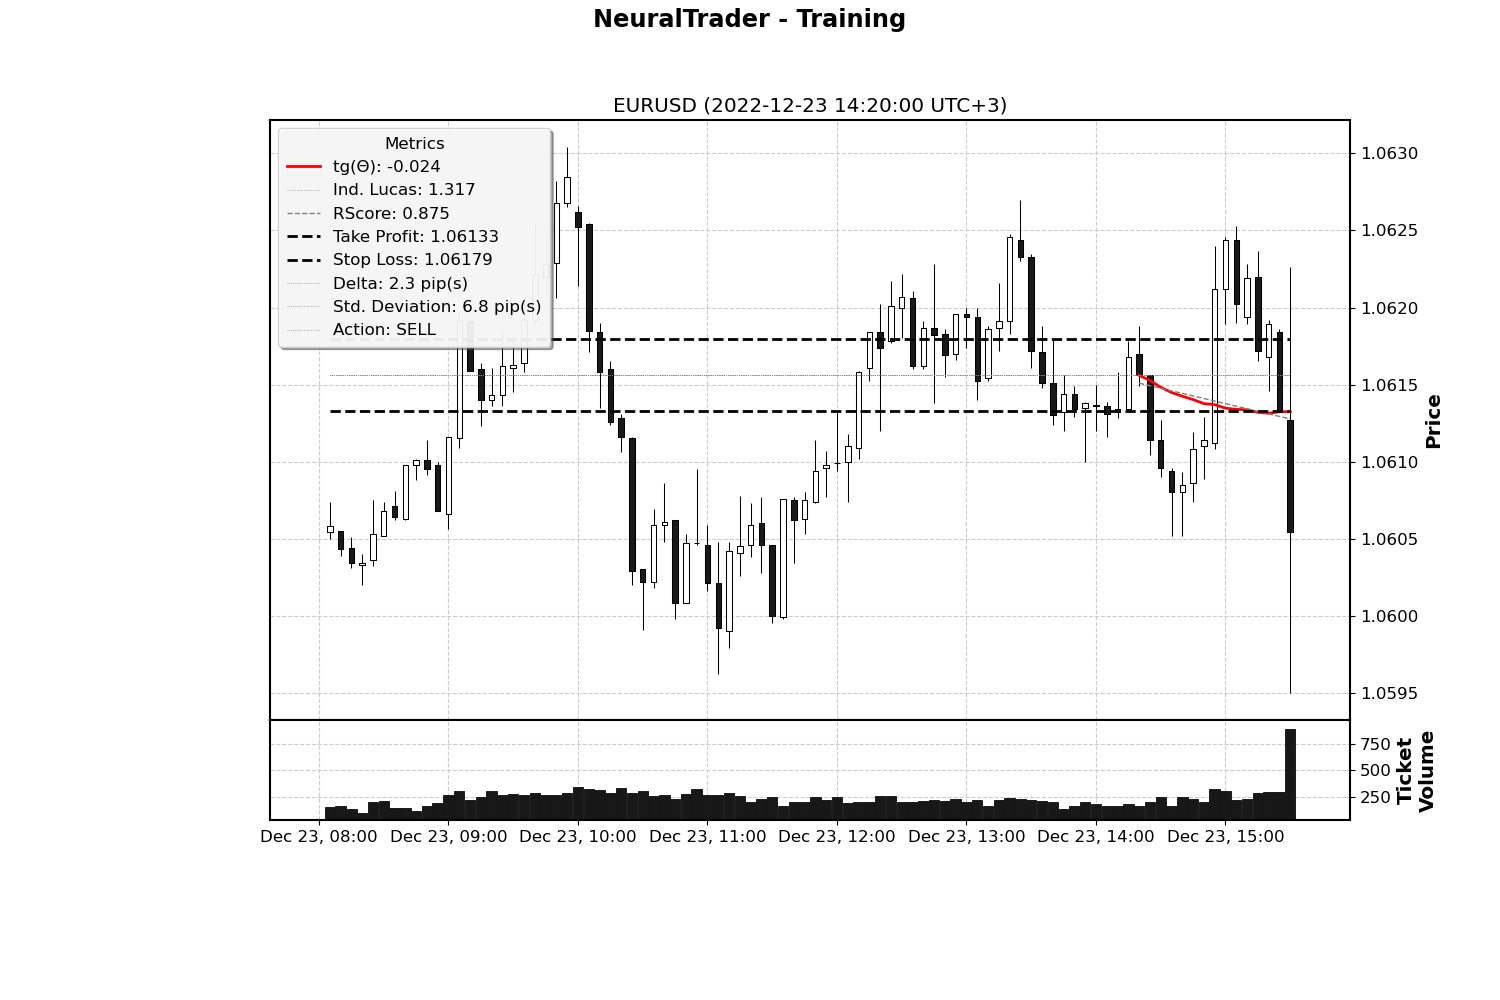 NeuralTrader - Training
EURUSD (2022-12-23 14:20:00 UTC+3)
Metrics
tg(Θ): -0.024
Ind. Lucas: 1.317
RScore: 0.875
Take Profit: 1.06133
Stop Loss: 1.06179
Delta: 2.3 pip(s)
Std. Deviation: 6.8 pip(s)
Action: SELL
1.0630
1.0625
1.0620
1.0615
1.0610
1.0605
1.0600
1.0595
Price
750
500
250
Ticket
Volume
Dec 23, 08:00 Dec 23, 09:00 Dec 23, 10:00 Dec 23, 11:00 Dec 23, 12:00 Dec 23, 13:00 Dec 23, 14:00 Dec 23, 15:00